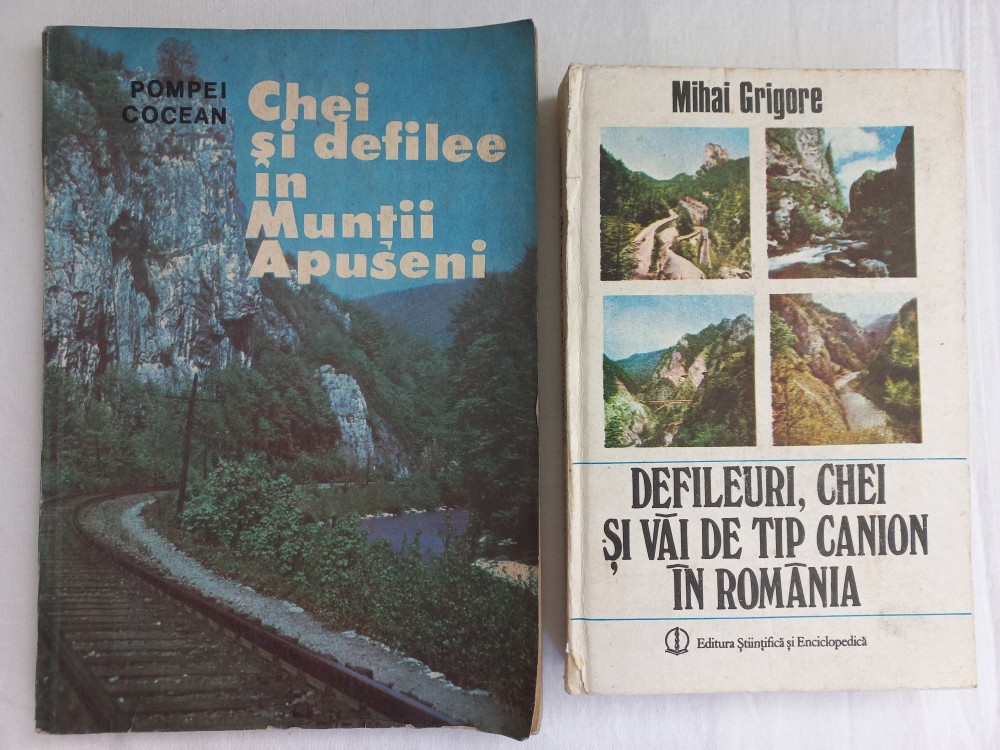 POMPEI
COCEAN
Chei
și defilee
în
Munții
Apușeni
Mihai Grigore
DEFILEURI, CHEI
ȘI VĂI DE TIP CANION
ÎN ROMÂNIA
Editura Științifică și Enciclopedică